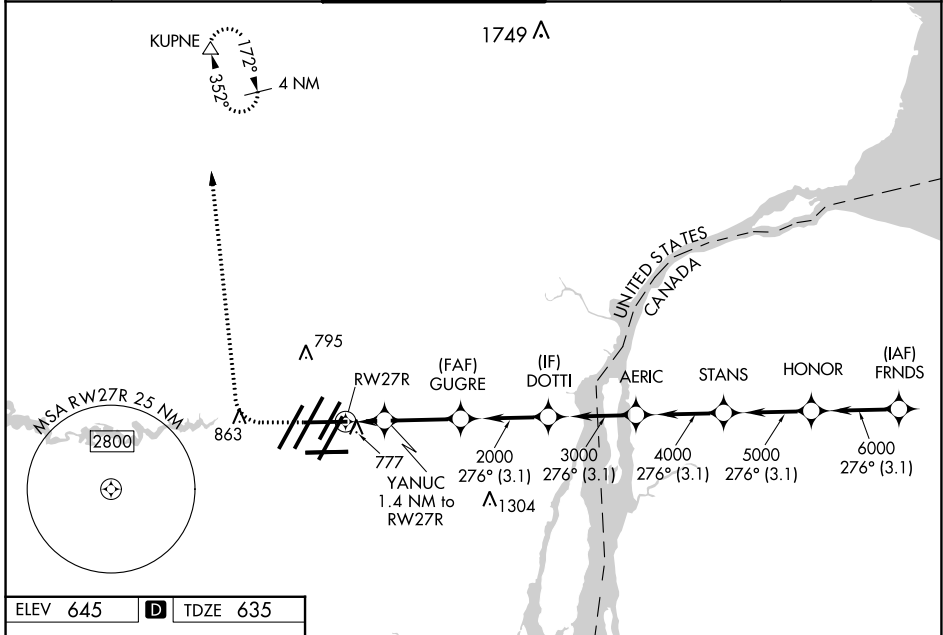 1749
KUPNE
172°
352°
4 NM
UNITED STATES
CANADA
795
RW27R
(FAF)
GUGRE
(IF)
DOTTI
AERIC
STANS
HONOR
(IAF)
FRNDS
MSA RW27R 25 NM
2800
863
777
YANUC
1.4 NM to
RW27R
2000
276° (3.1)
3000
276° (3.1)
4000
276° (3.1)
5000
276° (3.1)
6000
276° (3.1)
1304
ELEV 645 D TDZE 635